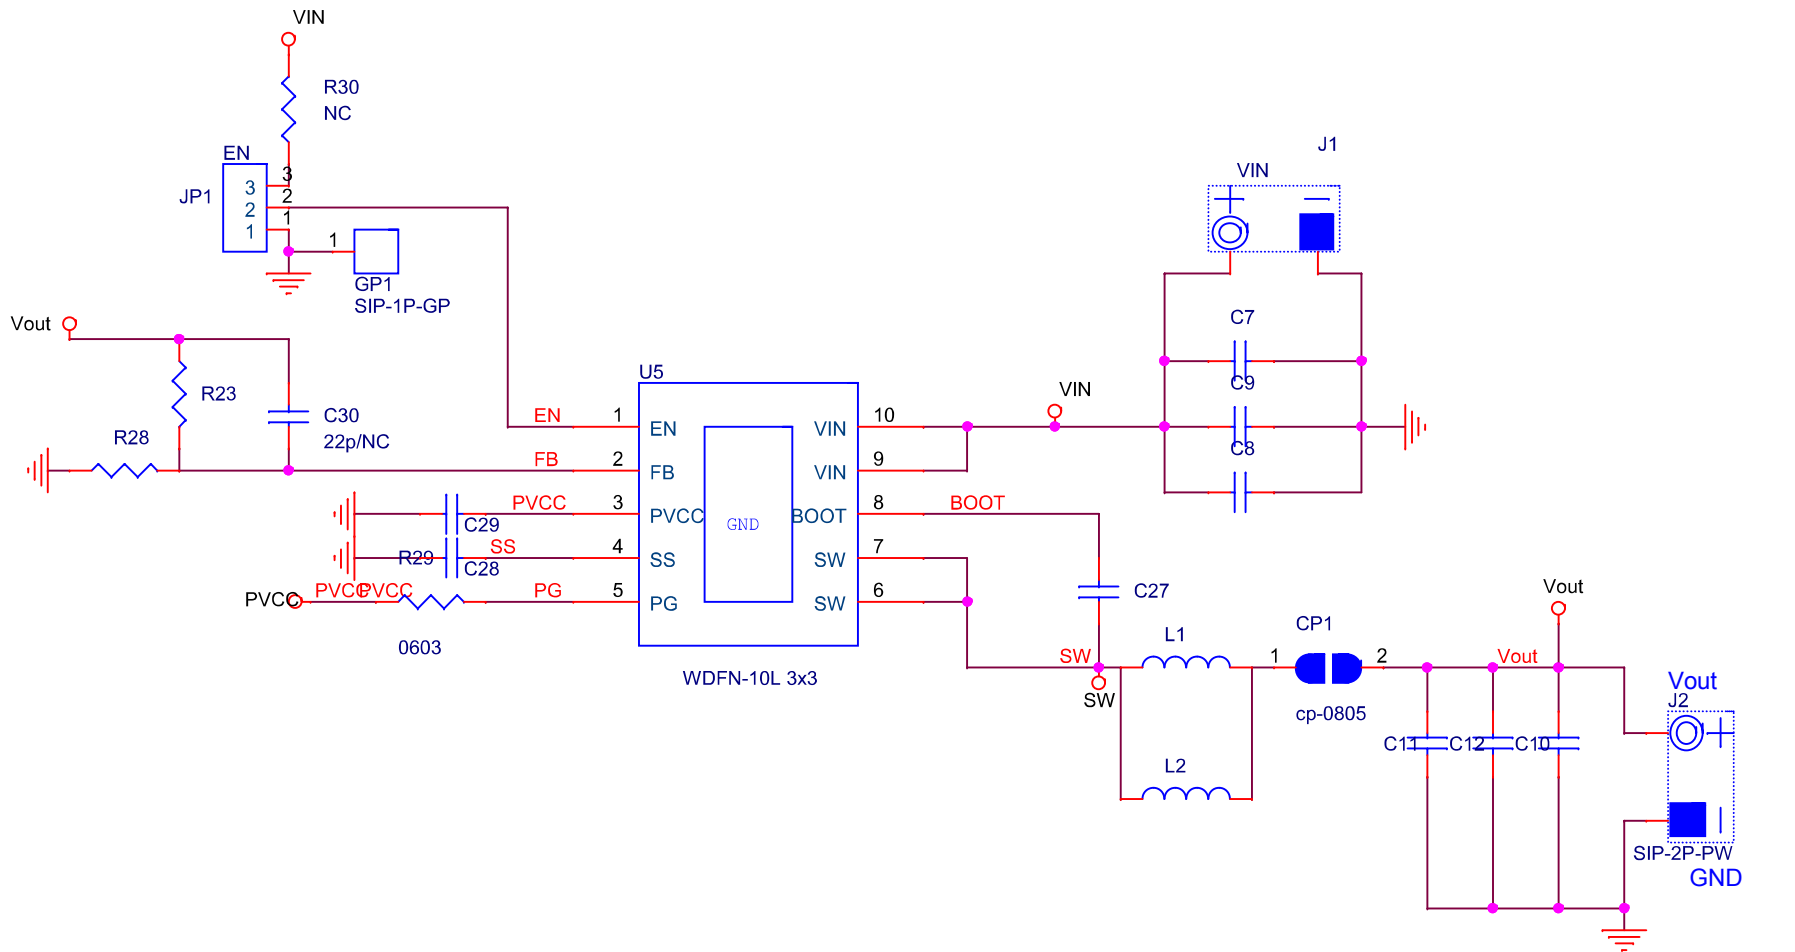 VIN
R30
NC
EN
JP1
3
2
1
3
2
1
1
GP1
SIP-1P-GP
Vout
R23
R28
C30
22p/NC
U5
EN
1
EN
FB
2
FB
PVCC
3
PVCC
C29
SS
4
SS
R29
C28
PVCC
PVCC
PVCC
PG
5
PG
0603
GND
WDFN-10L 3x3
VIN
10
VIN
9
BOOT
8
BOOT
SW
7
SW
6
VIN
J1
VIN
C7
C9
C8
C27
SW
SW
L1
L2
CP1
1
2
cp-0805
Vout
Vout
C11
C12
C10
Vout
J2
SIP-2P-PW
GND